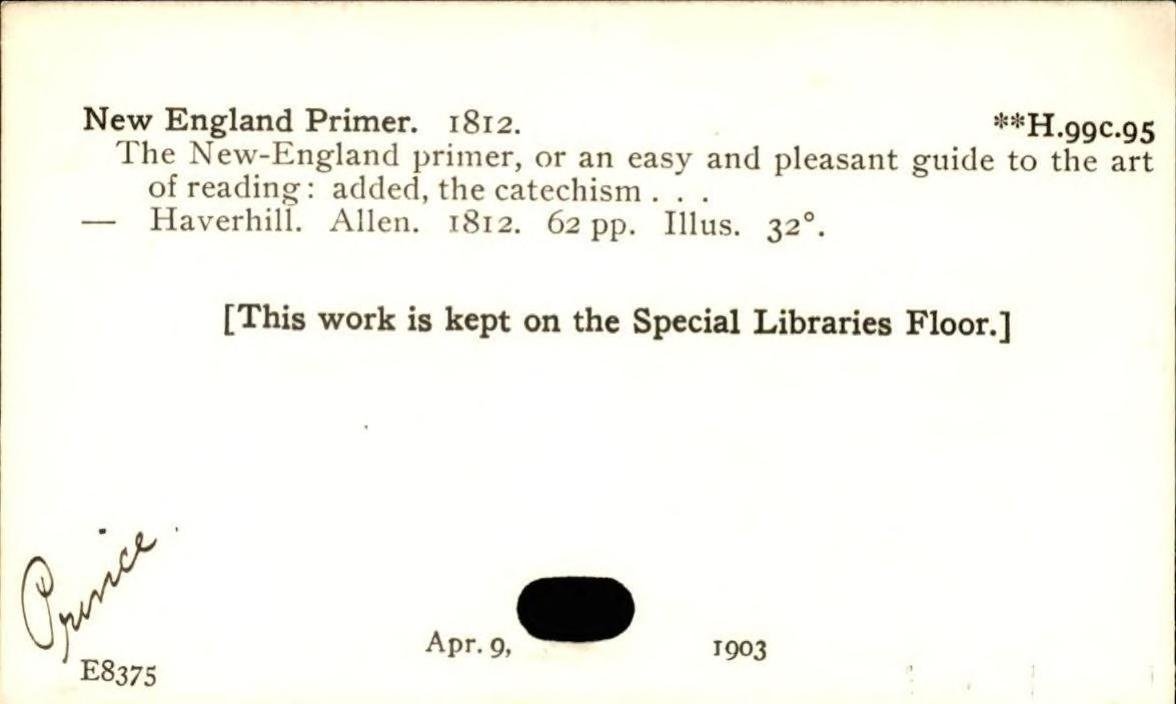 New England Primer. 1812. **H.99c.95
The New-England primer, or an easy and pleasant guide to the art
of reading: added, the catechism . . .
— Haverhill. Allen. 1812. 62 pp. Illus. 32°.
[This work is kept on the Special Libraries Floor.]
Prince
Apr. 9, 1903
E8375